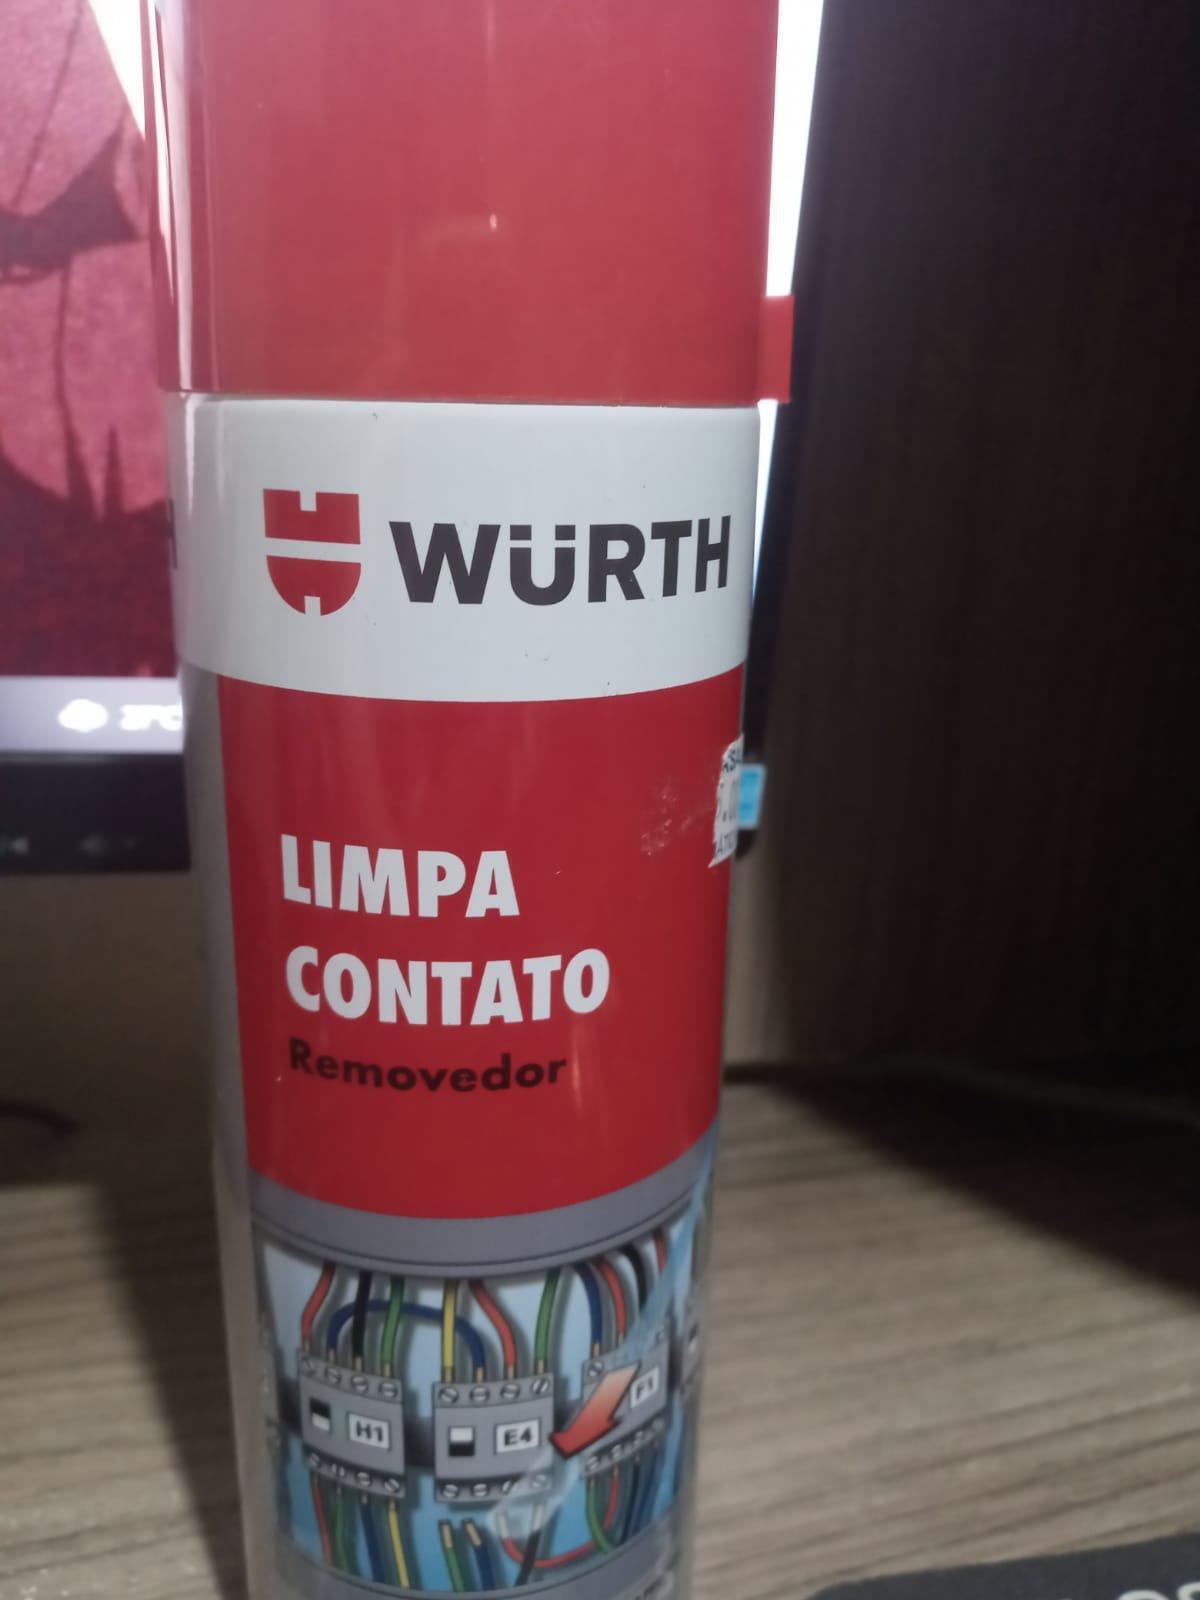 WÜRTH
LIMPA
CONTATO
Removedor
H1
E4
F1